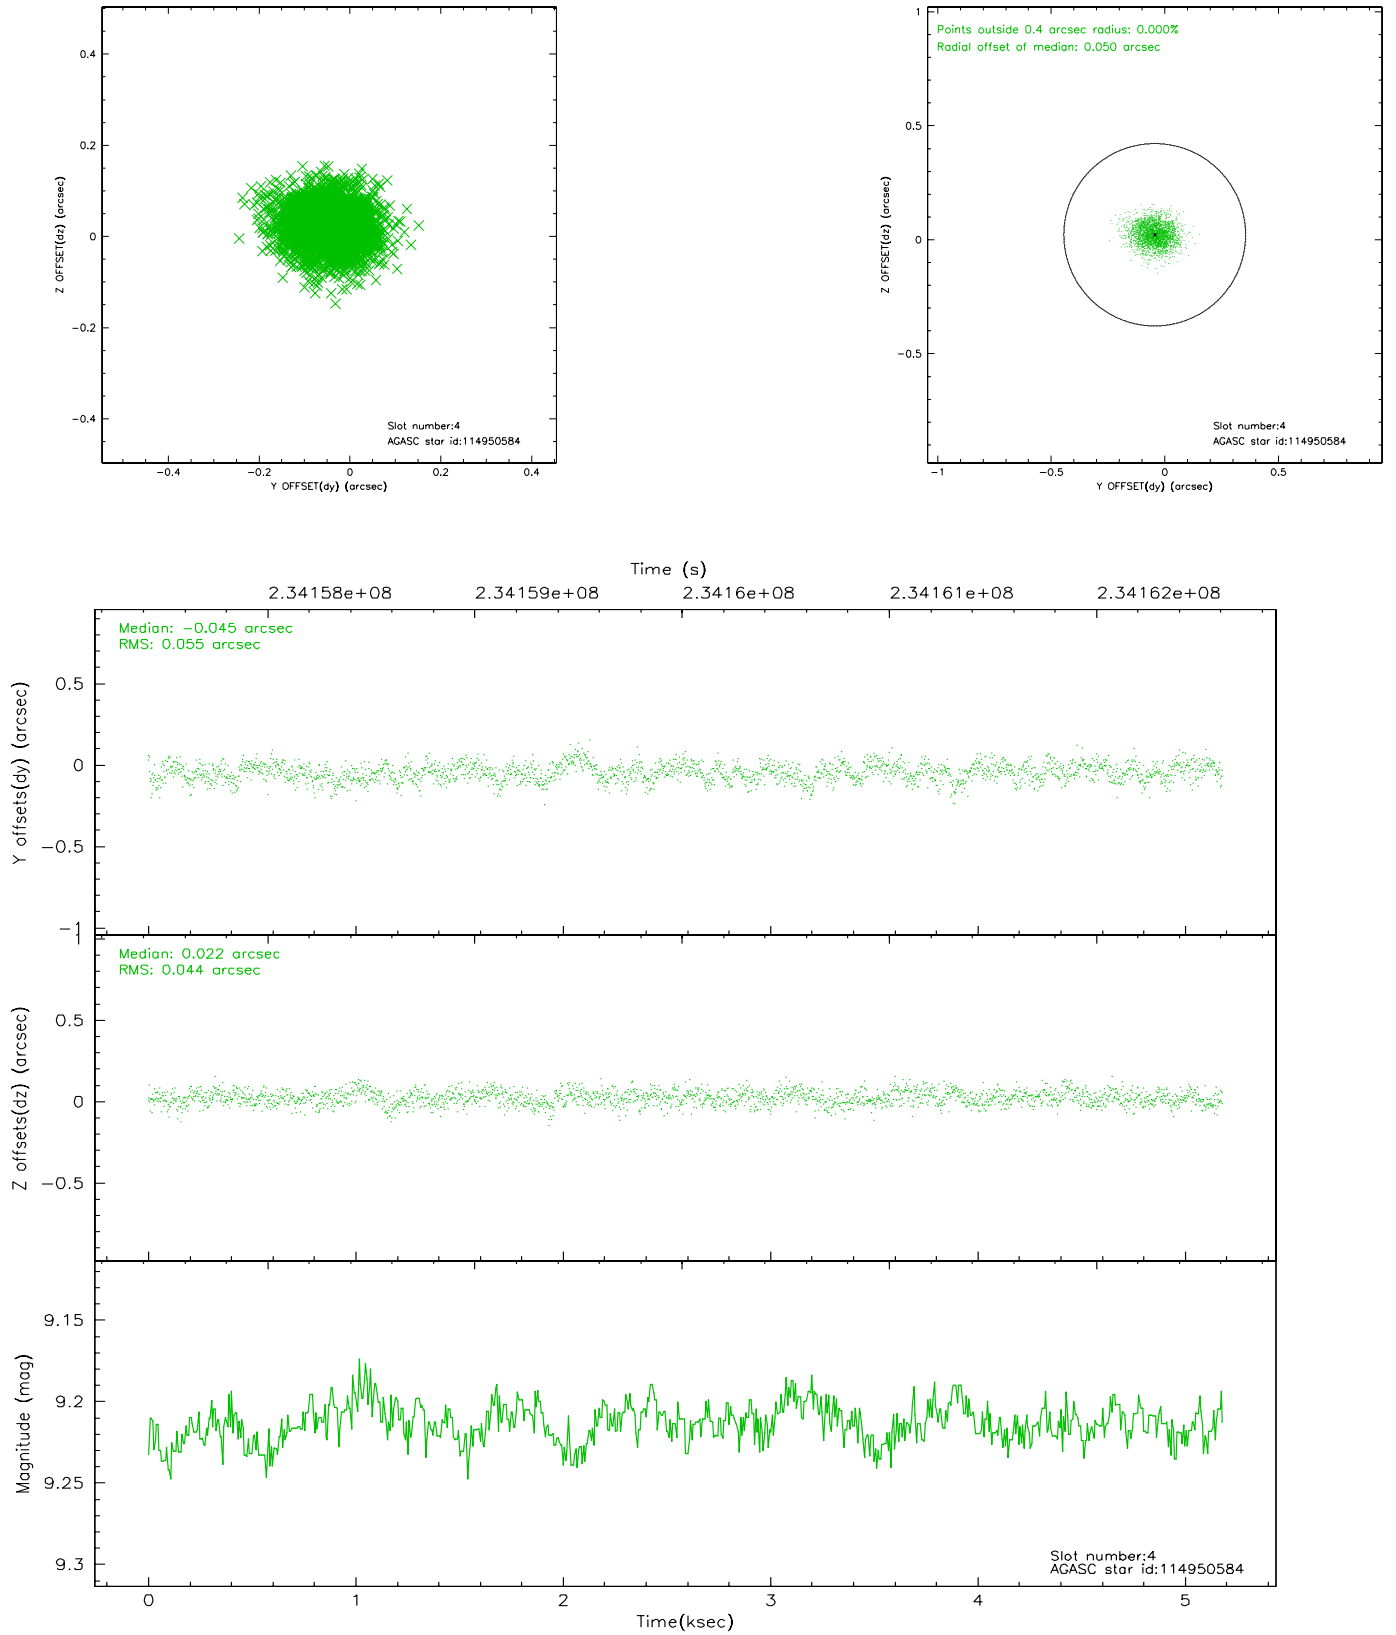 0.4
0.2
0
−0.2
−0.4
Z OFFSET(dz) (arcsec)
−0.4 −0.2 0 0.2 0.4
Y OFFSET(dy) (arcsec)
Slot number:4
AGASC star id:114950584
Points outside 0.4 arcsec radius: 0.000%
Radial offset of median: 0.050 arcsec
1
0.5
0
−0.5
Z OFFSET(dz) (arcsec)
−1 −0.5 0 0.5
Y OFFSET(dy) (arcsec)
Slot number:4
AGASC star id:114950584
Time (s)
2.34158e+08 2.34159e+08 2.3416e+08 2.34161e+08 2.34162e+08
Median: −0.045 arcsec
RMS: 0.055 arcsec
0.5
0
−0.5
−1
Y offsets(dy) (arcsec)
Median: 0.022 arcsec
RMS: 0.044 arcsec
1
0.5
0
−0.5
Z offsets(dz) (arcsec)
9.15
9.2
9.25
9.3
Magnitude (mag)
Slot number:4
AGASC star id:114950584
0 1 2 3 4 5
Time(ksec)